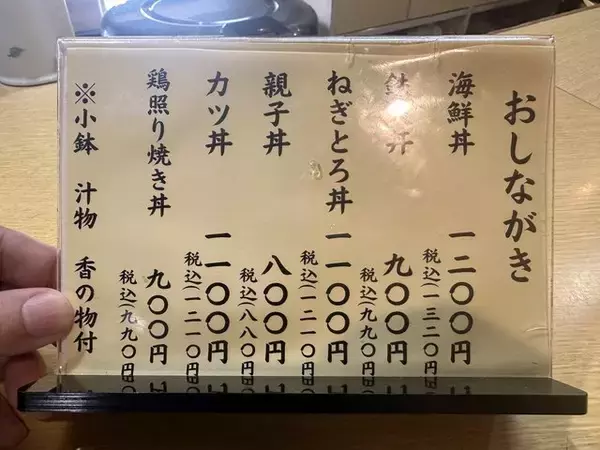 おしながき
海鮮丼 一二〇〇円
税込(一三二〇円
鉄丼 九〇〇円
税込(九九〇円
ねぎとろ丼 一一〇〇円
税込(一二一〇円
親子丼 八〇〇円
税込(八八〇円
カツ丼 一一〇〇円
税込(一二一〇円
鶏照り焼き丼 九〇〇円
税込(九九〇円
※小鉢 汁物 香の物付